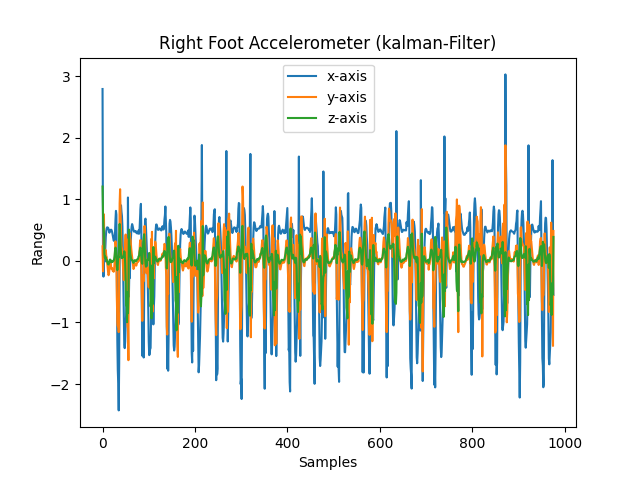 Right Foot Accelerometer (kalman-Filter)
x-axis
y-axis
z-axis
Range
3
2
1
0
−1
−2
0 200 400 600 800 1000
Samples